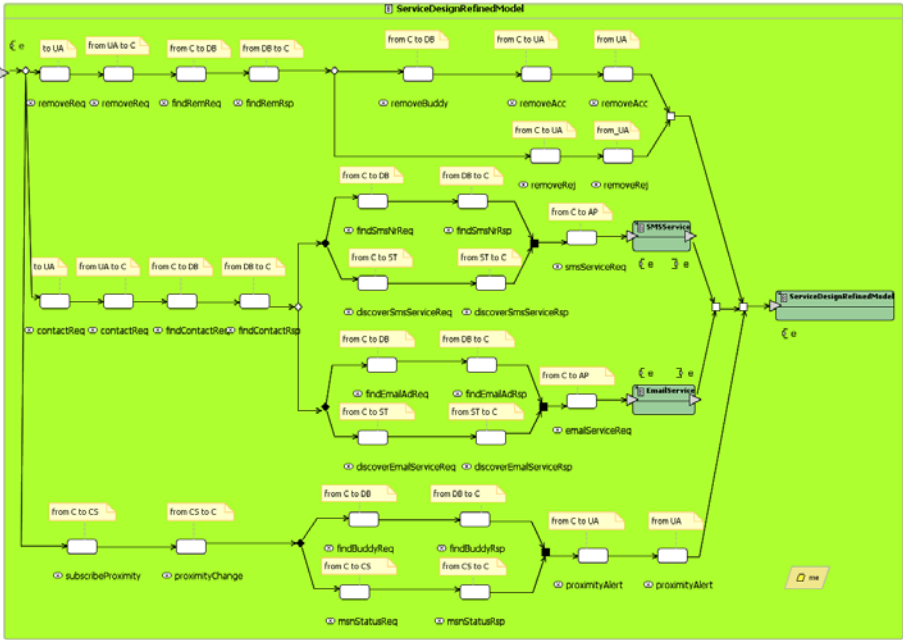 ServiceDesignRefinedModel
e
to UA
from UA to C
from C to DB
from DB to C
from C to DB
from C to UA
from UA
removeReq
removeReq
findRemReq
findRemRsp
removeBuddy
removeAcc
removeAcc
from C to UA
from_UA
removeRej
removeRej
from C to DB
from DB to C
findSmsNrReq
findSmsNrRsp
from C to AP
SMSService
smsServiceReq
e
e
from C to ST
ST to C
discoverSmsServiceReq
discoverSmsServiceRsp
to UA
from UA to C
from C to DB
from DB to C
contactReq
contactReq
findContactReq
findContactRsp
ServiceDesignRefinedModel
e
from C to DB
from DB to C
findEmailAdReq
findEmailAdRsp
from C to AP
e
e
EmailService
emailServiceReq
from C to ST
from ST to C
discoverEmailServiceReq
discoverEmailServiceRsp
from C to CS
from CS to C
subscribeProximity
proximityChange
from C to DB
from DB to C
findBuddyReq
findBuddyRsp
from C to UA
from UA
proximityAlert
proximityAlert
from C to CS
from CS to C
msnStatusReq
msnStatusRsp
me